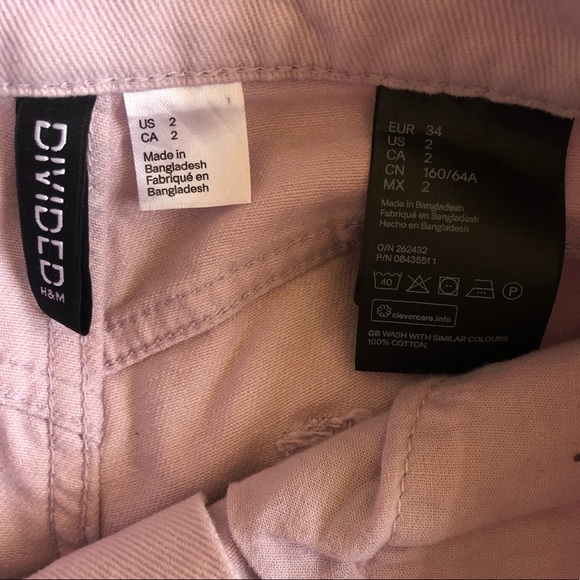 DIVIDED
H&M
US 2
CA 2
Made in
Bangladesh
Fabriqué en
Bangladesh
EUR 34
US 2
CA 2
CN 160/64A
MX 2
Made in Bangladesh
Fabriqué en Bangladesh
Hecho en Bangladesh
O/N 262432
P/N 08435511
40
P
clevercare.info
GB WASH WITH SIMILAR COLOURS
100% COTTON.